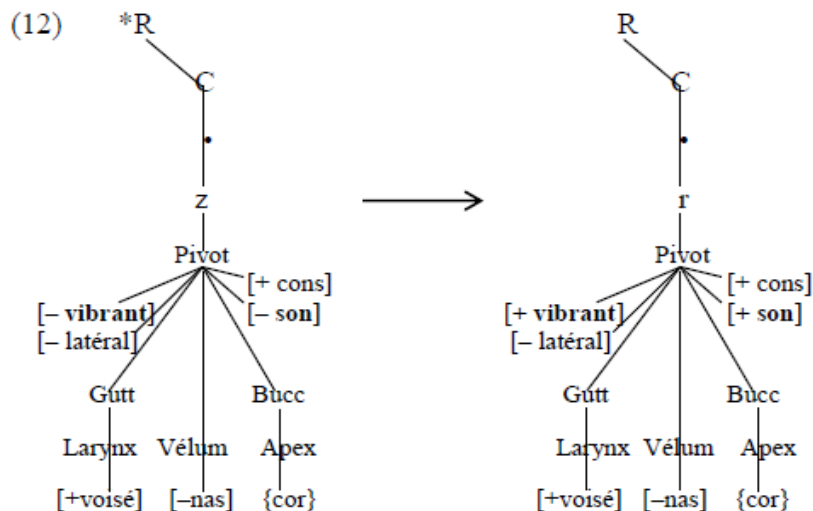 (12) *R R
C C
z r
Pivot Pivot
[+ cons] [+ cons]
[– vibrant] [– son] [+ vibrant] [+ son]
[– latéral] [– latéral]
Gutt Bucc Gutt Bucc
Larynx Vélum Apex Larynx Vélum Apex
[+voisé] [–nas] {cor} [+voisé] [–nas] {cor}